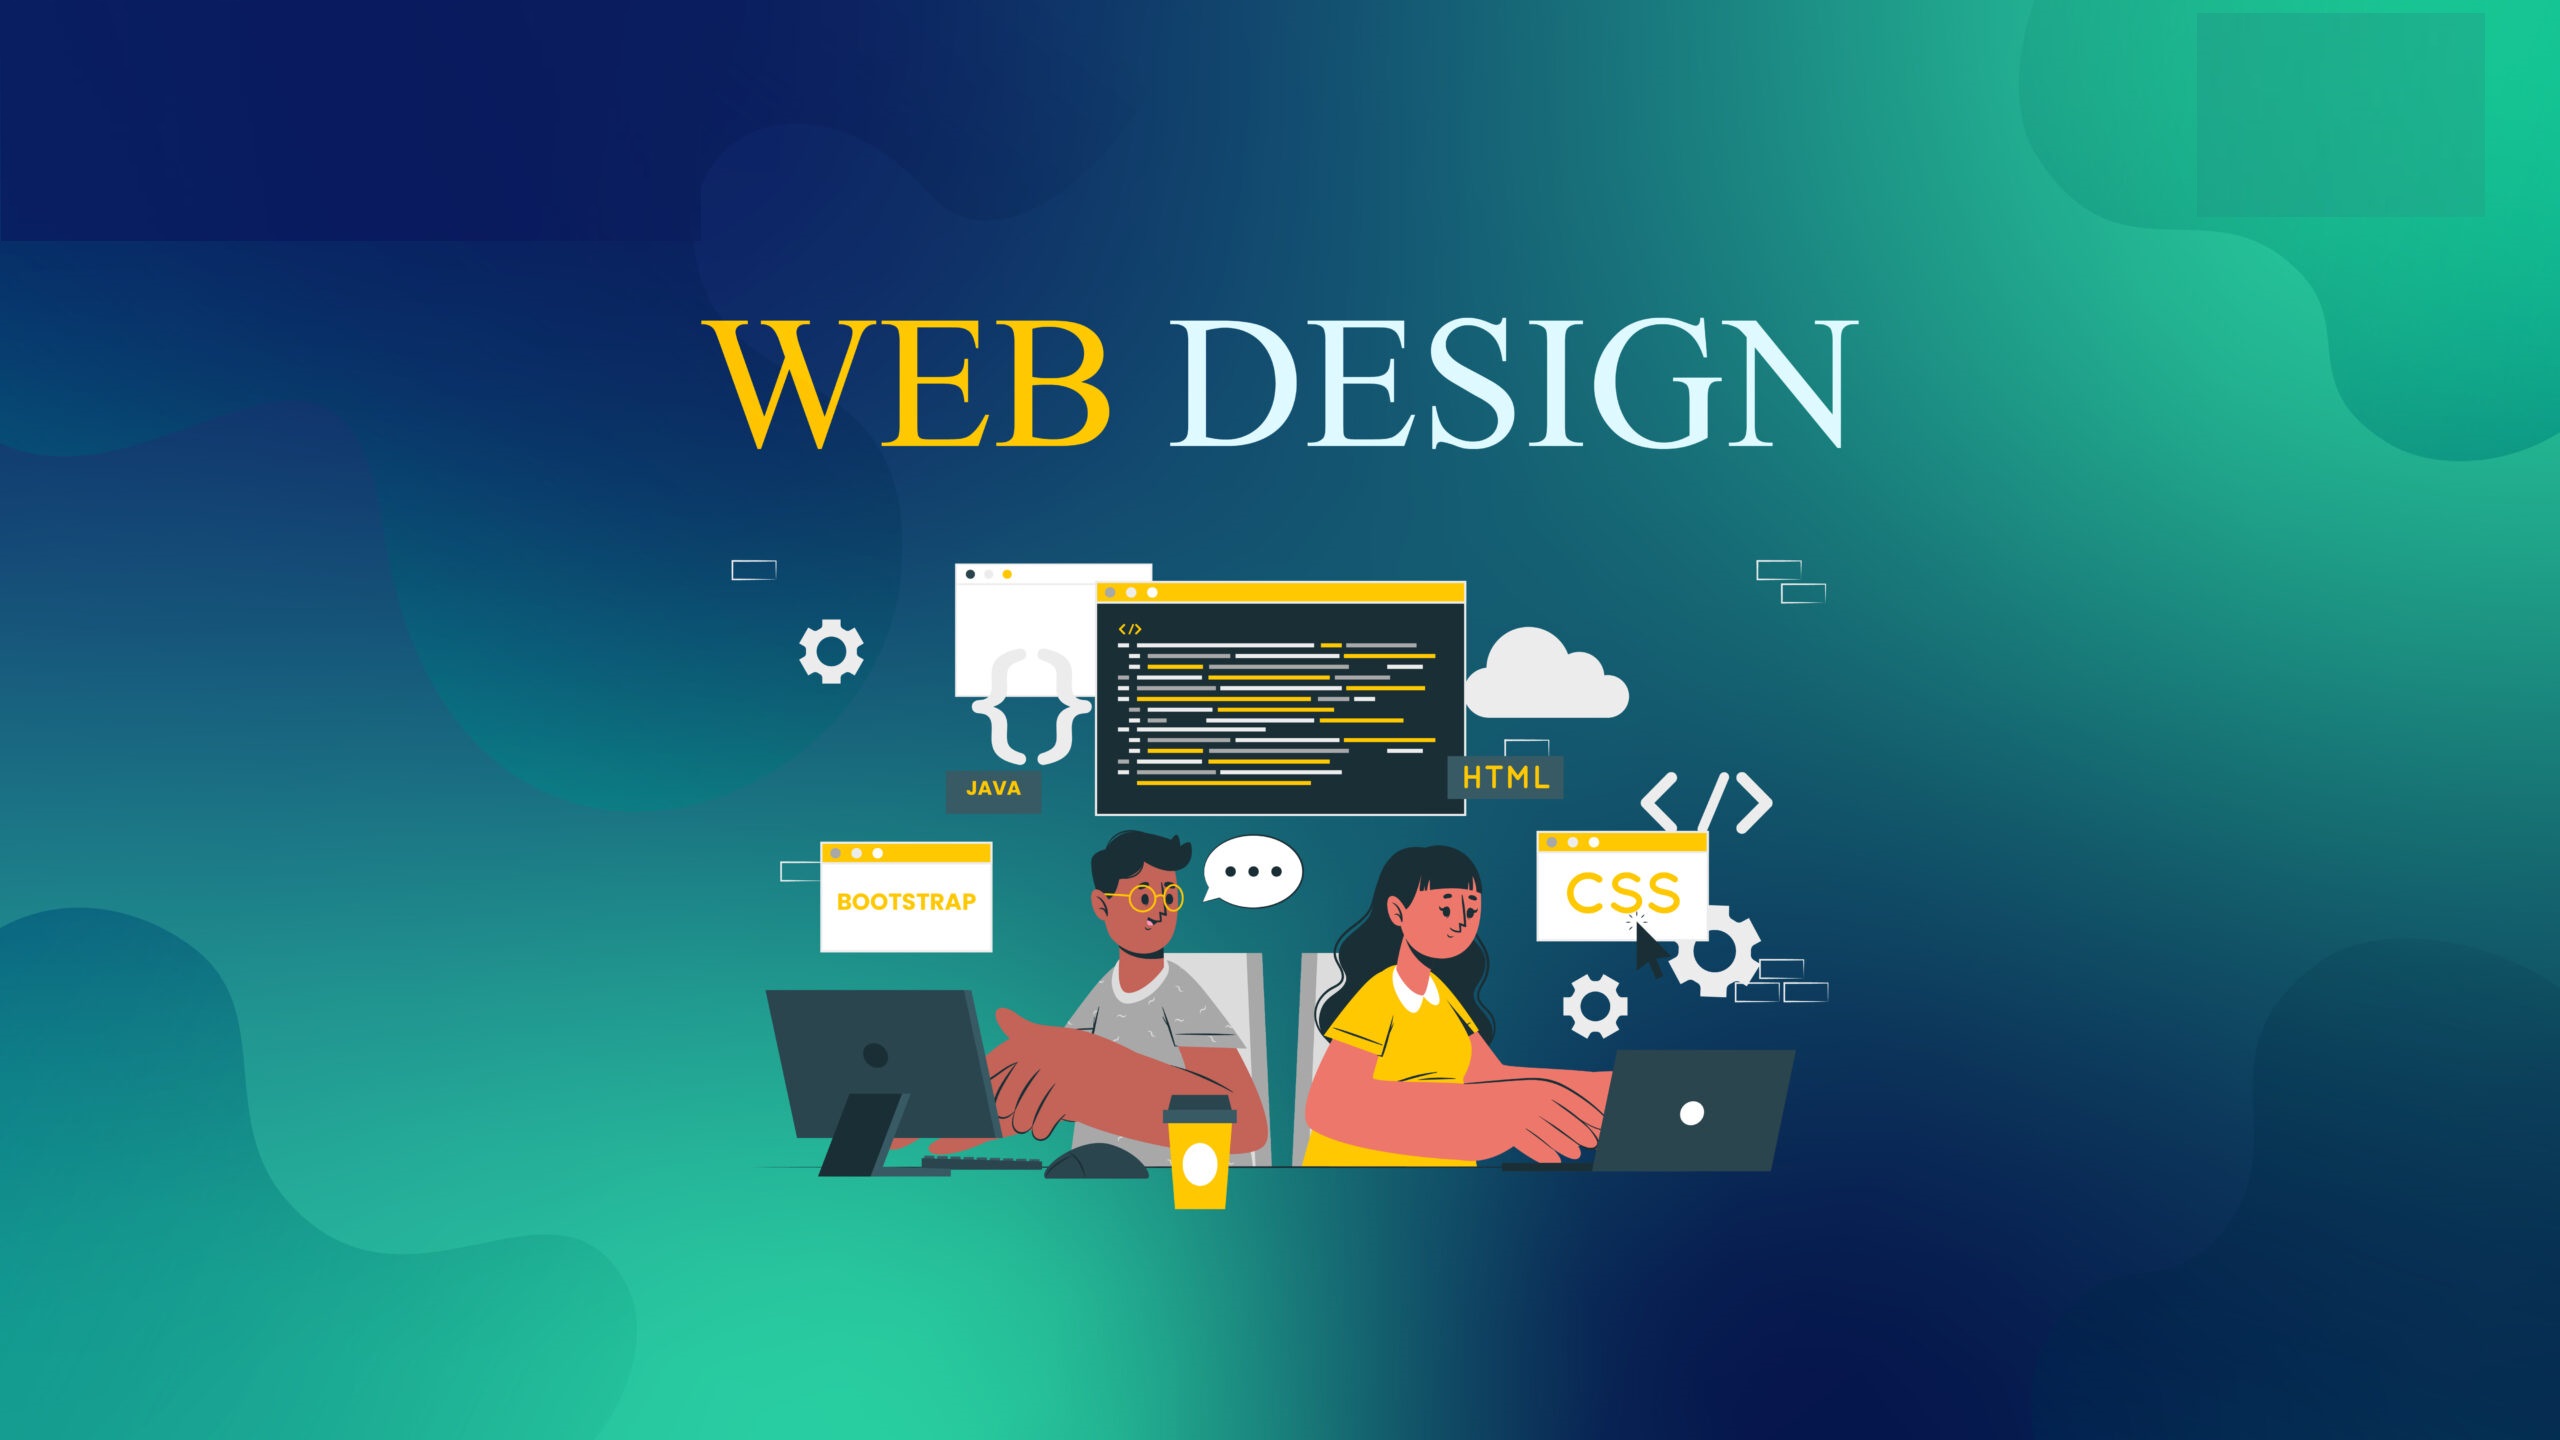 WEB DESIGN
</>
{ }
JAVA
HTML
</>
BOOTSTRAP
CSS